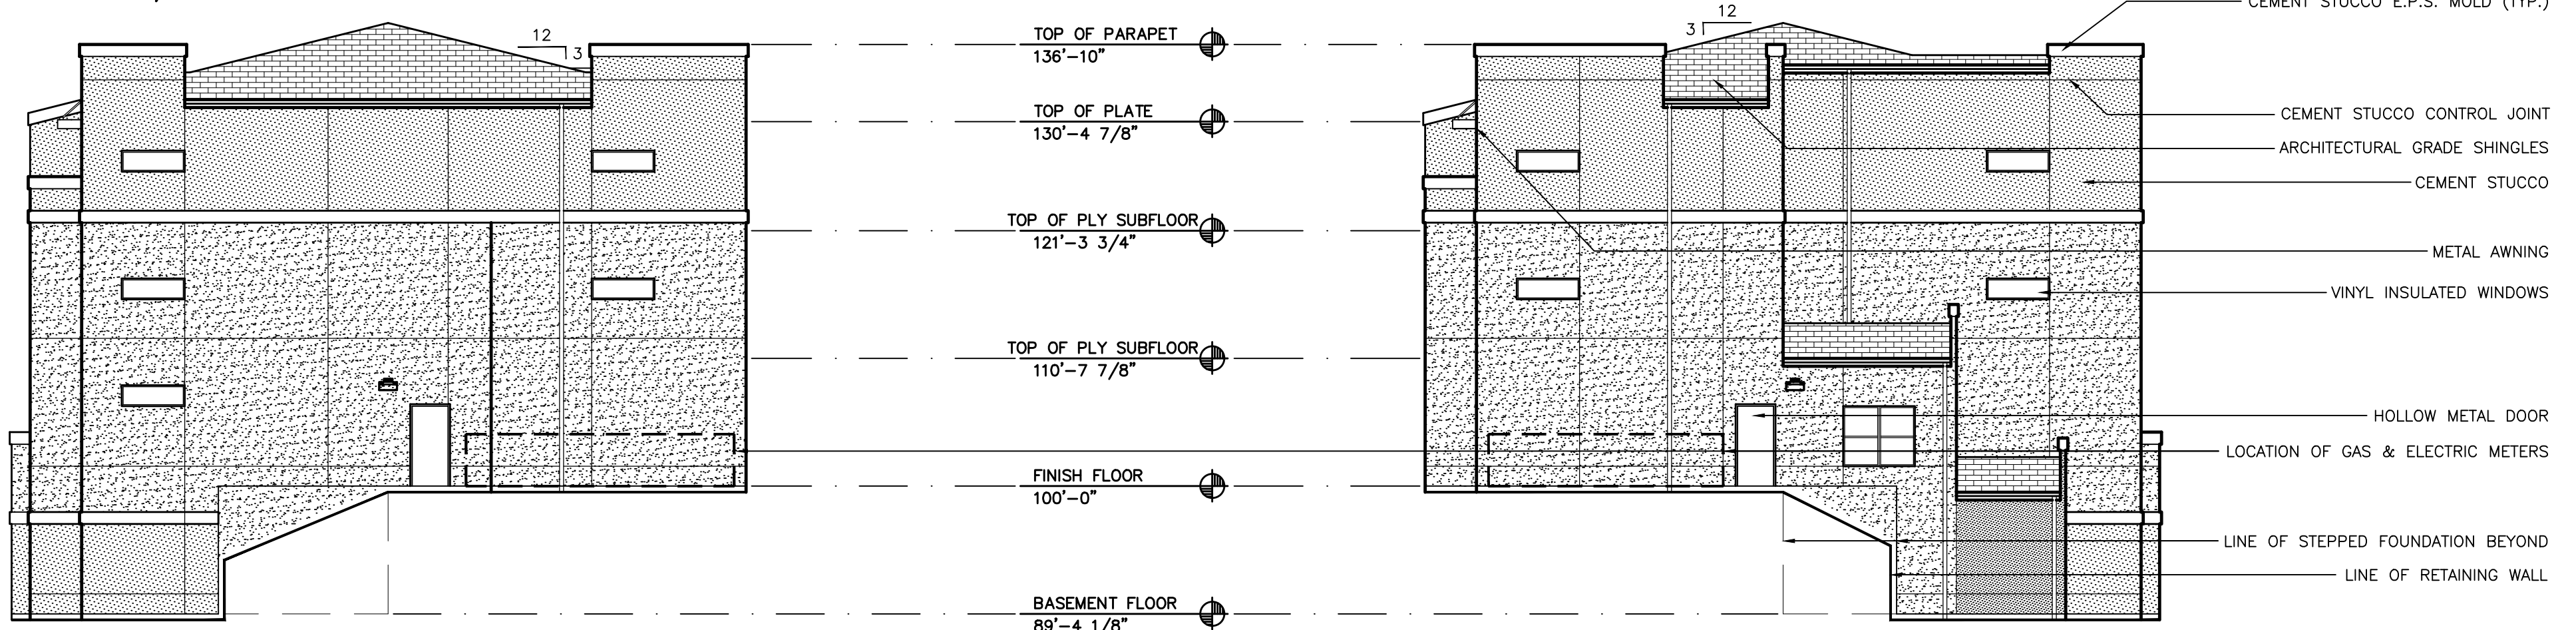 12
3
TOP OF PARAPET
136'-10"
TOP OF PLATE
130'-4 7/8"
TOP OF PLY SUBFLOOR
121'-3 3/4"
TOP OF PLY SUBFLOOR
110'-7 7/8"
FINISH FLOOR
100'-0"
BASEMENT FLOOR
89'-4 1/8"
12
3
CEMENT STUCCO E.P.S. MOLD (TYP.)
CEMENT STUCCO CONTROL JOINT
ARCHITECTURAL GRADE SHINGLES
CEMENT STUCCO
METAL AWNING
VINYL INSULATED WINDOWS
HOLLOW METAL DOOR
LOCATION OF GAS & ELECTRIC METERS
LINE OF STEPPED FOUNDATION BEYOND
LINE OF RETAINING WALL